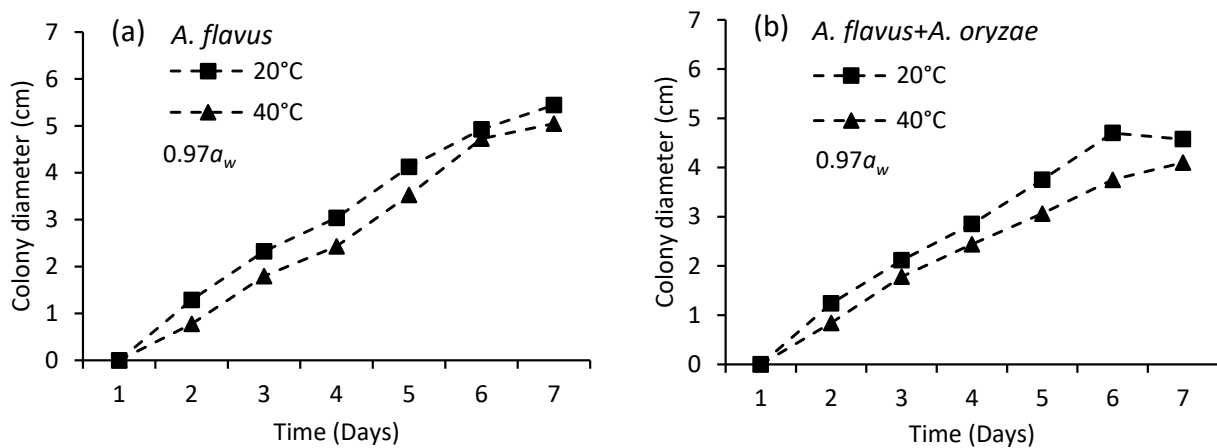 (a) A. flavus
20°C
40°C
0.97aw
Colony diameter (cm)
7
6
5
4
3
2
1
0
1 2 3 4 5 6 7
Time (Days)
(b) A. flavus+A. oryzae
20°C
40°C
0.97aw
Colony diameter (cm)
7
6
5
4
3
2
1
0
1 2 3 4 5 6 7
Time (Days)